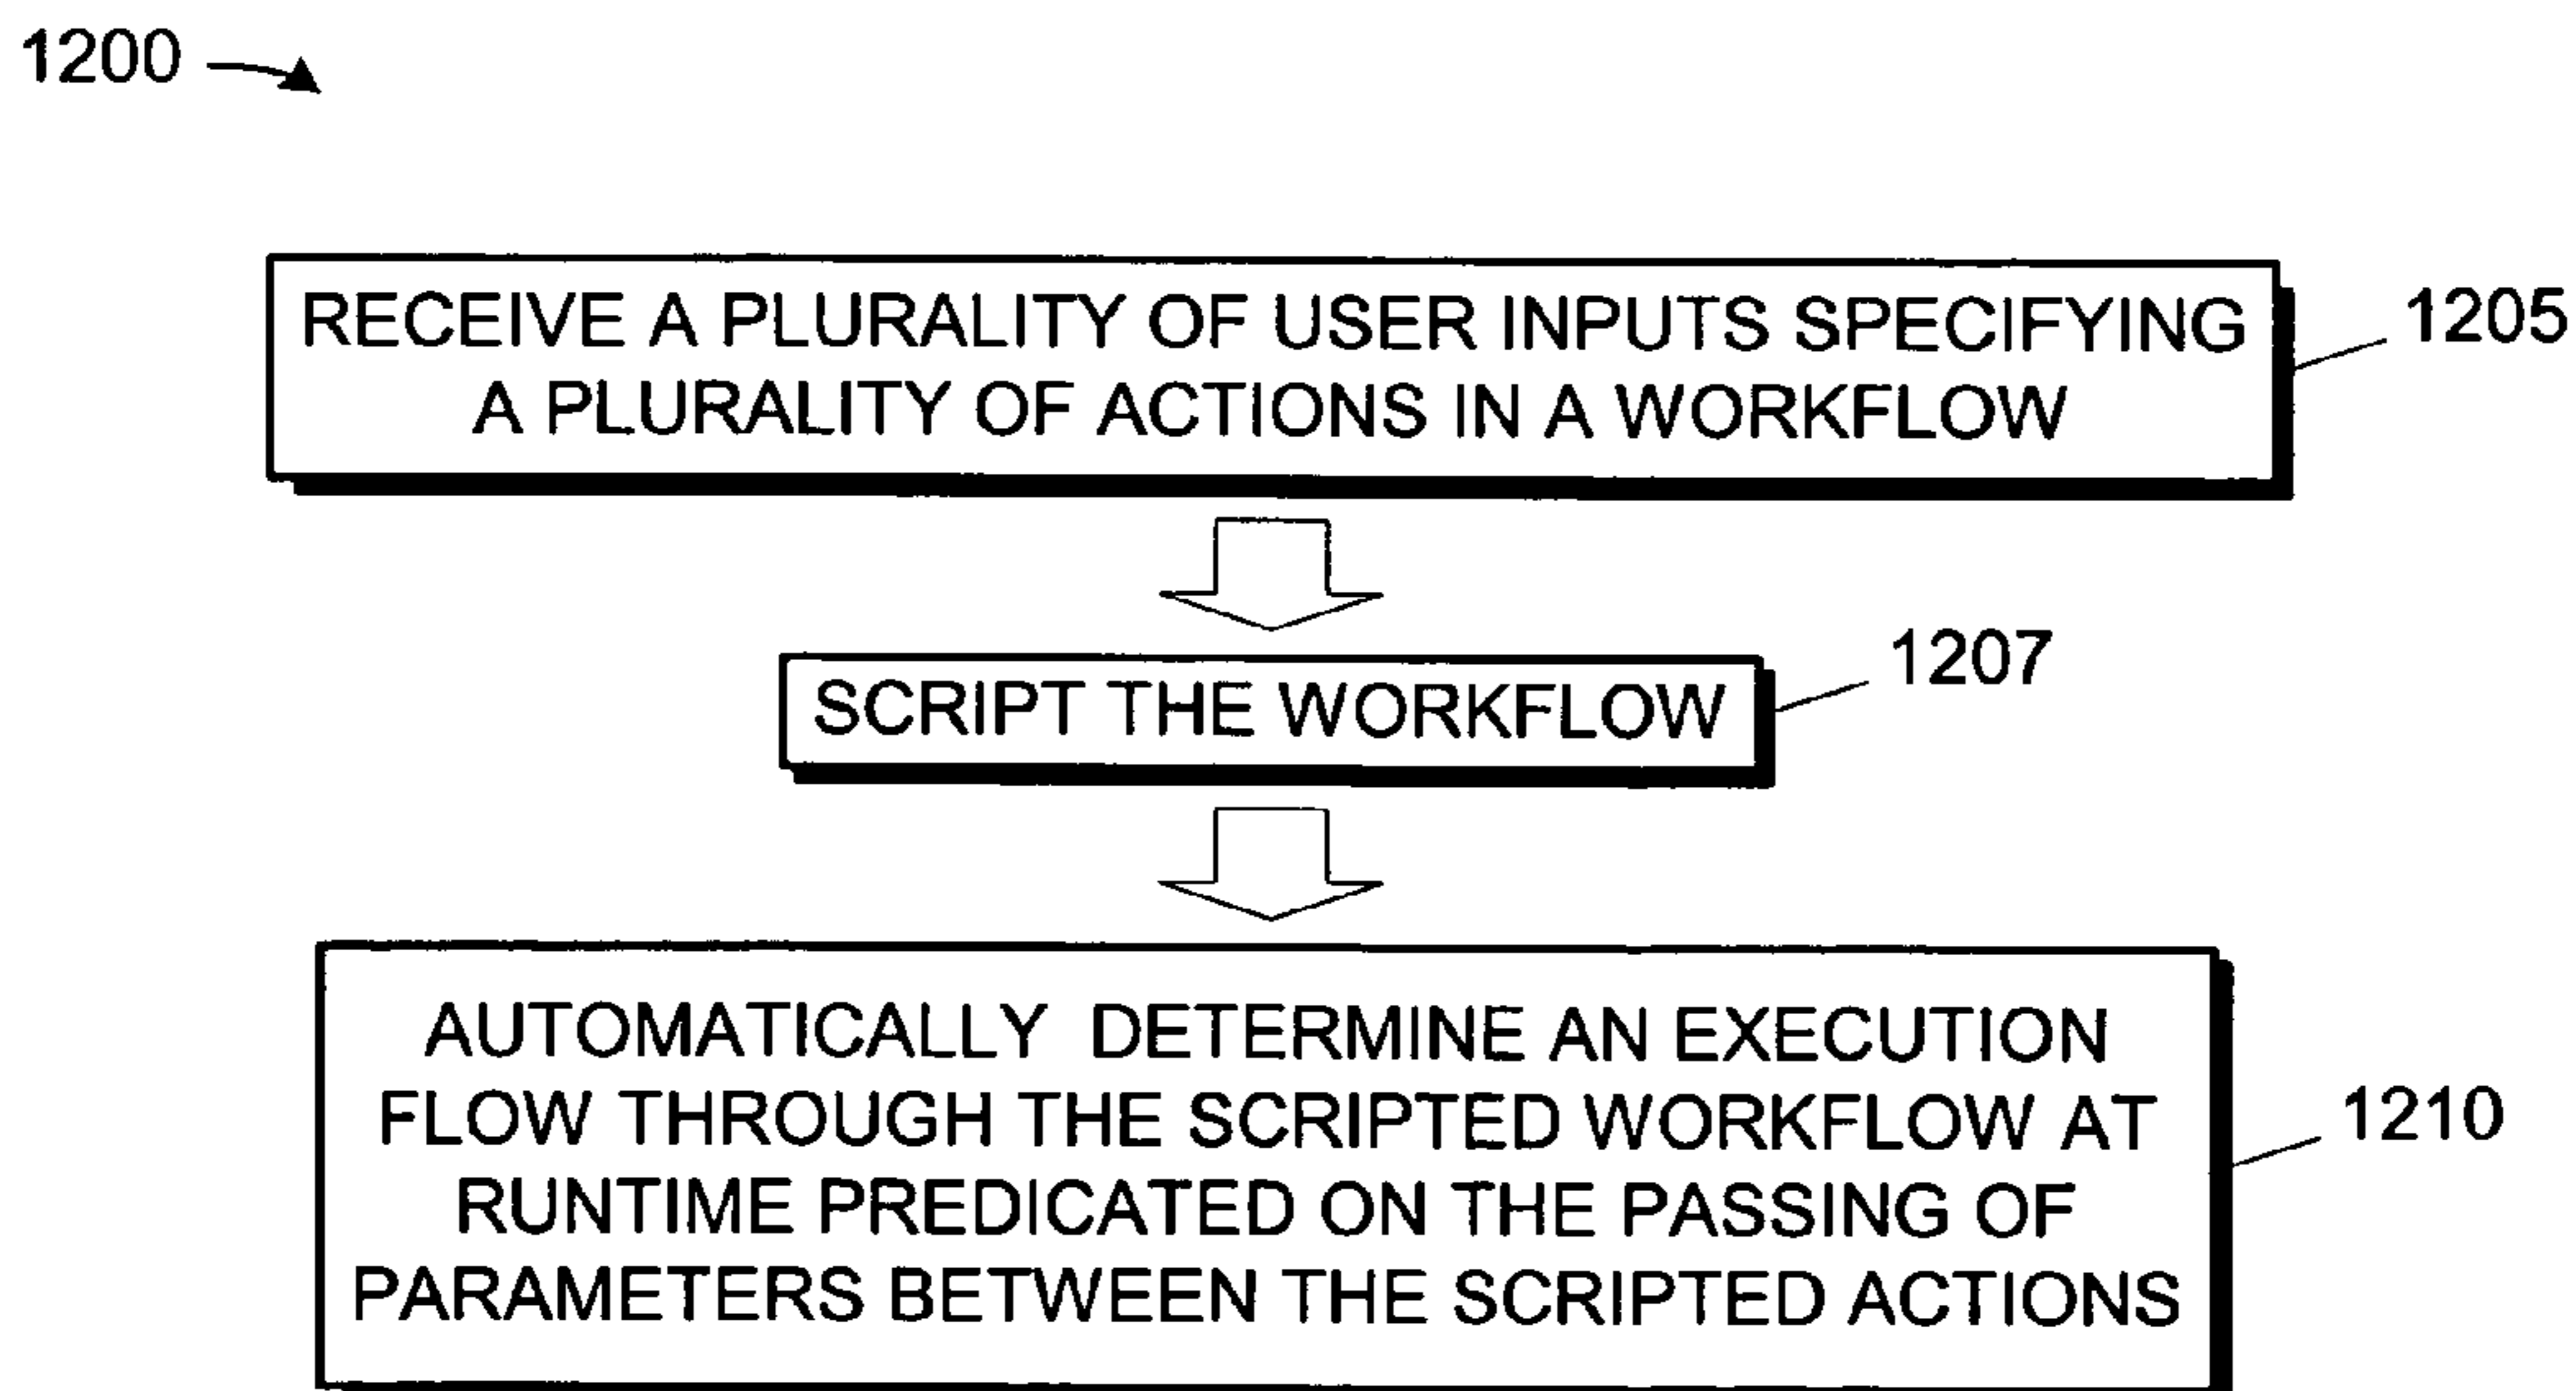 1200
RECEIVE A PLURALITY OF USER INPUTS SPECIFYING
A PLURALITY OF ACTIONS IN A WORKFLOW
1205
SCRIPT THE WORKFLOW
1207
AUTOMATICALLY DETERMINE AN EXECUTION
FLOW THROUGH THE SCRIPTED WORKFLOW AT
RUNTIME PREDICATED ON THE PASSING OF
PARAMETERS BETWEEN THE SCRIPTED ACTIONS
1210